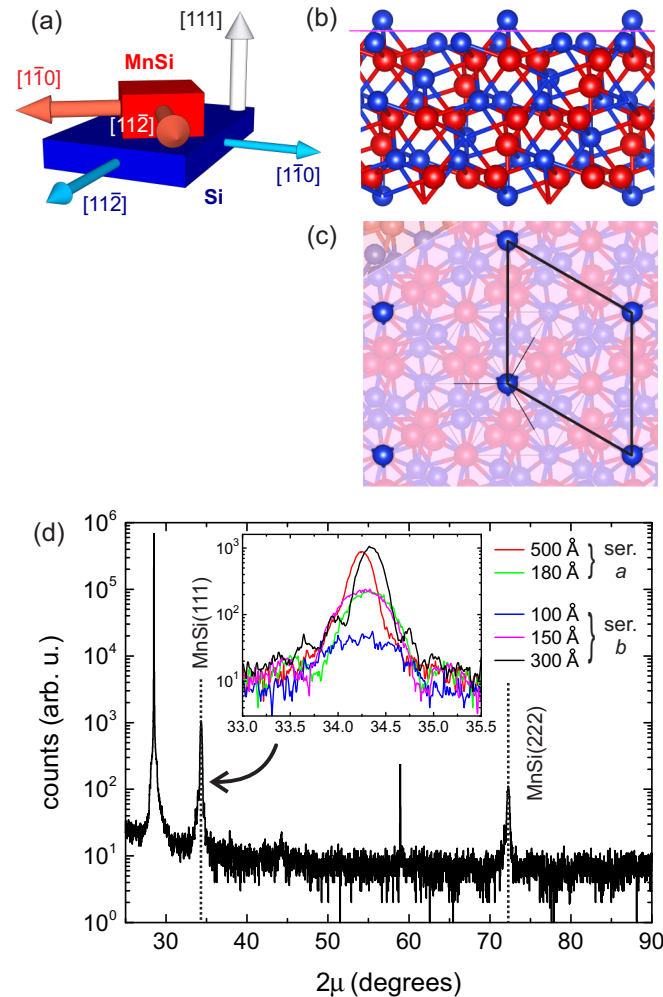 (a)
[111]
MnSi
[11̅0]
[112̅]
[11̅0]
[112̅]
Si
(b)
(c)
(d)
counts (arb. u.)
10⁶
10⁵
10⁴
10³
10²
10¹
10⁰
MnSi(111)
10³
10²
10¹
33.0 33.5 34.0 34.5 35.0 35.5
500 Å } ser.
180 Å a
100 Å
150 Å } ser.
300 Å b
MnSi(222)
30 40 50 60 70 80 90
2μ (degrees)